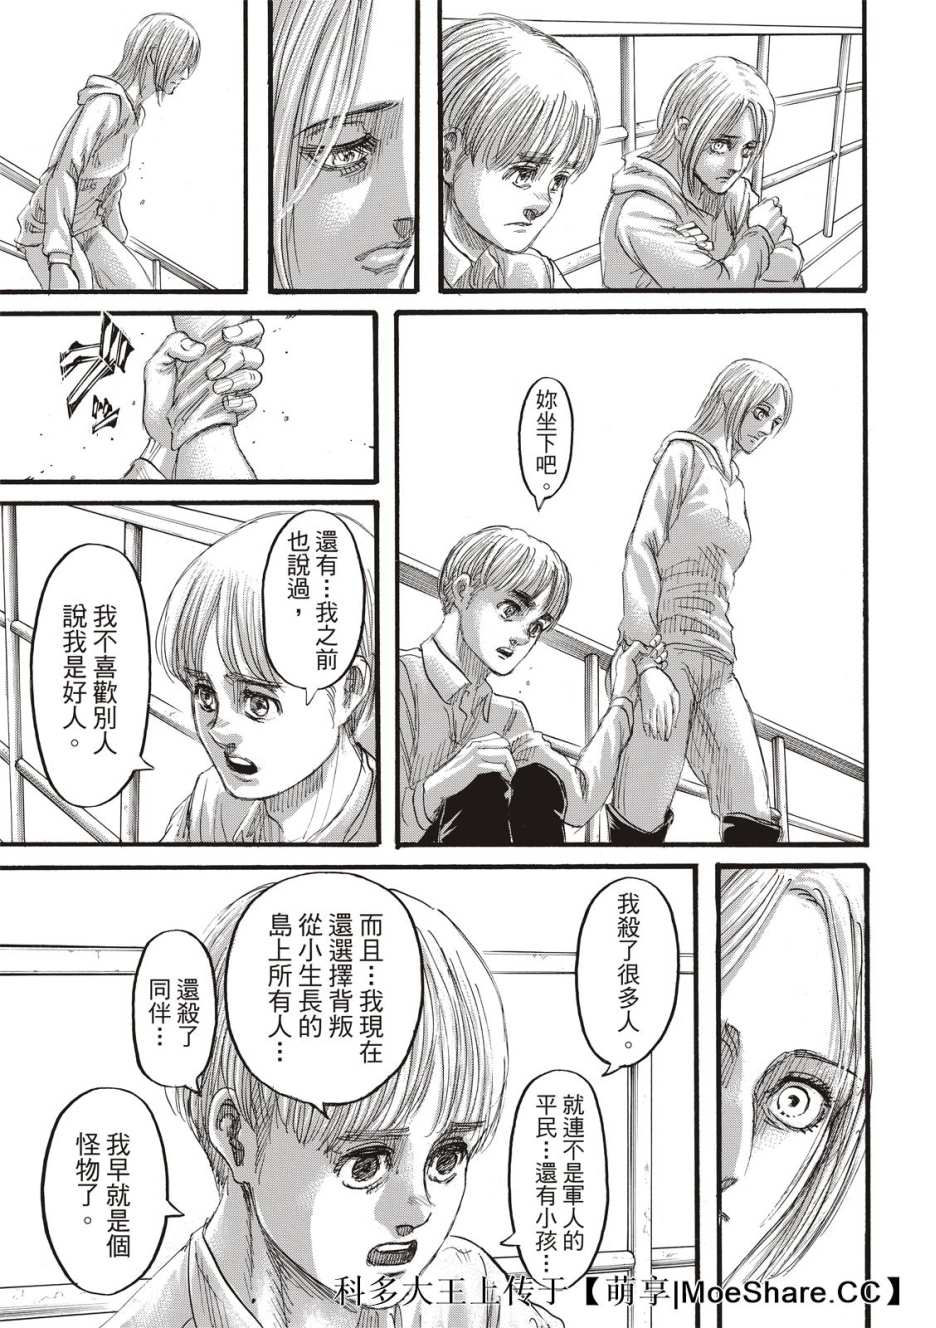 妳坐下吧。
還有…我之前
也說過，
我不喜歡別人
說我是好人。
我殺了很多人。
就連不是軍人的
平民…還有小孩…
而且…我現在
還選擇背叛
從小生長的
島上所有人…
還殺了
同伴…
我早就是個
怪物了。
科多大王上传于【萌享|MoeShare.CC】